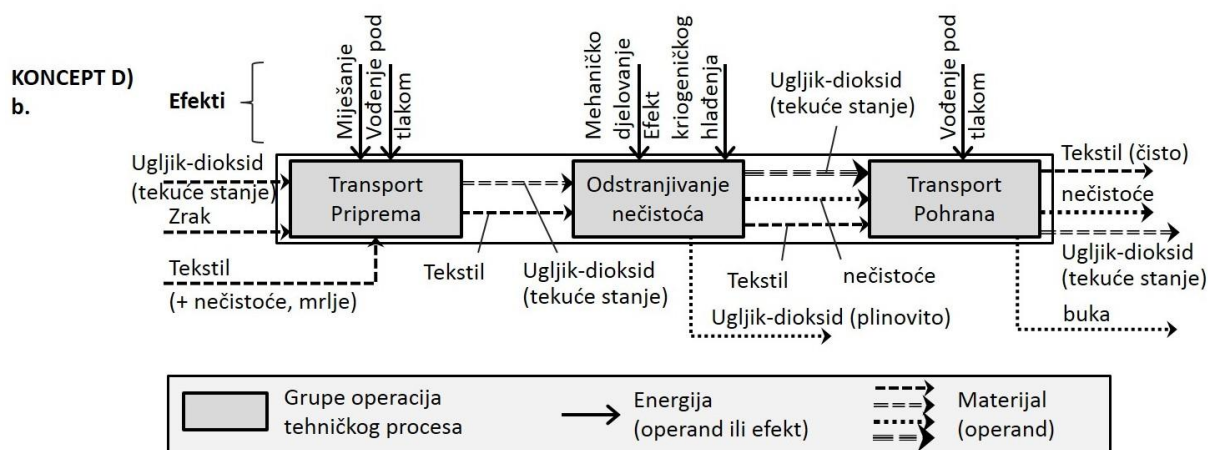 KONCEPT D)
b.
Efekti
Miješanje
Vođenje pod
tlakom
Mehaničko
djelovanje
Efekt
kriogeničkog
hlađenja
Ugljik-dioksid
(tekuće stanje)
Vođenje pod
tlakom
Ugljik-dioksid
(tekuće stanje)
Zrak
Tekstil
(+ nečistoće, mrlje)
Transport
Priprema
Tekstil
Ugljik-dioksid
(tekuće stanje)
Odstranjivanje
nečistoća
Tekstil
nečistoće
Ugljik-dioksid (plinovito)
Transport
Pohrana
Tekstil (čisto)
nečistoće
Ugljik-dioksid
(tekuće stanje)
buka
Grupe operacija
tehničkog procesa
Energija
(operand ili efekt)
Materijal
(operand)